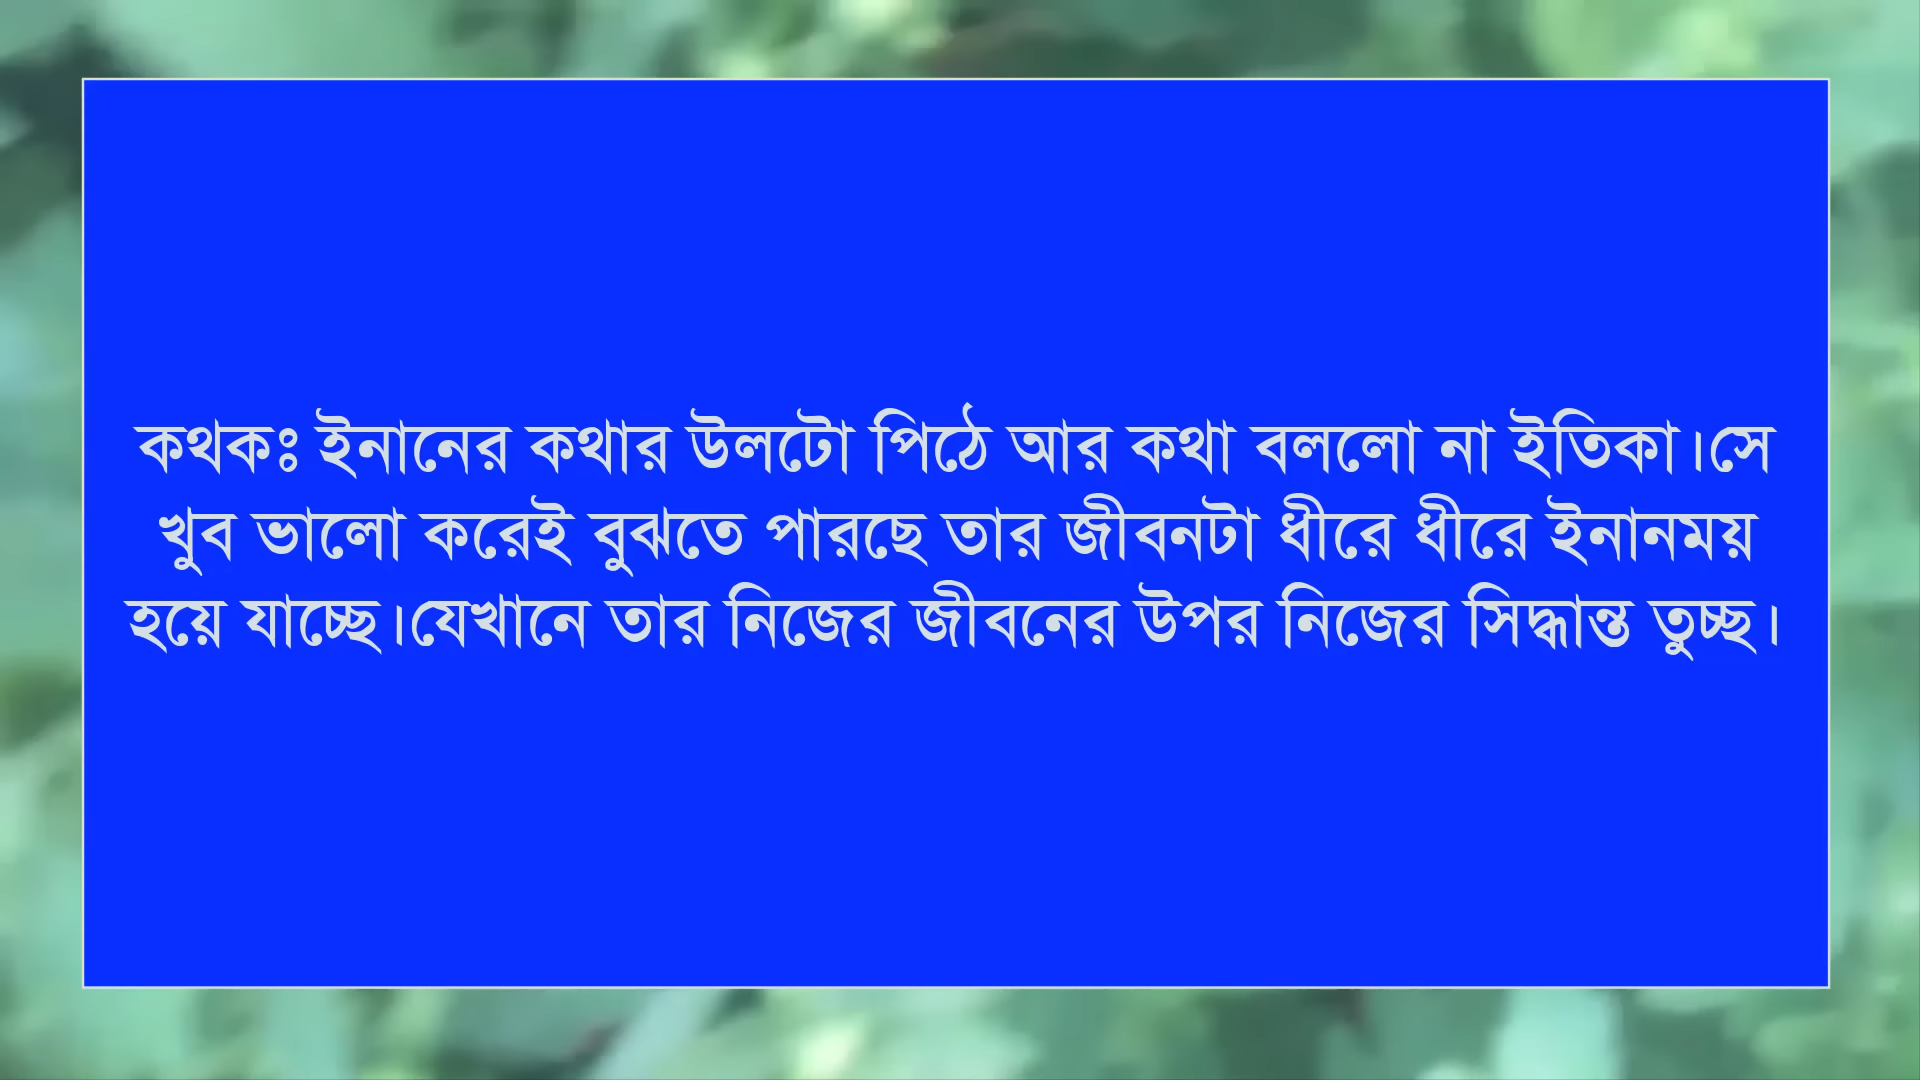 কথকঃ ইনানের কথার উলটো পিঠে আর কথা বললো না ইতিকা।সে
খুব ভালো করেই বুঝতে পারছে তার জীবনটা ধীরে ধীরে ইনানময়
হয়ে যাচ্ছে।যেখানে তার নিজের জীবনের উপর নিজের সিদ্ধান্ত তুচ্ছ।